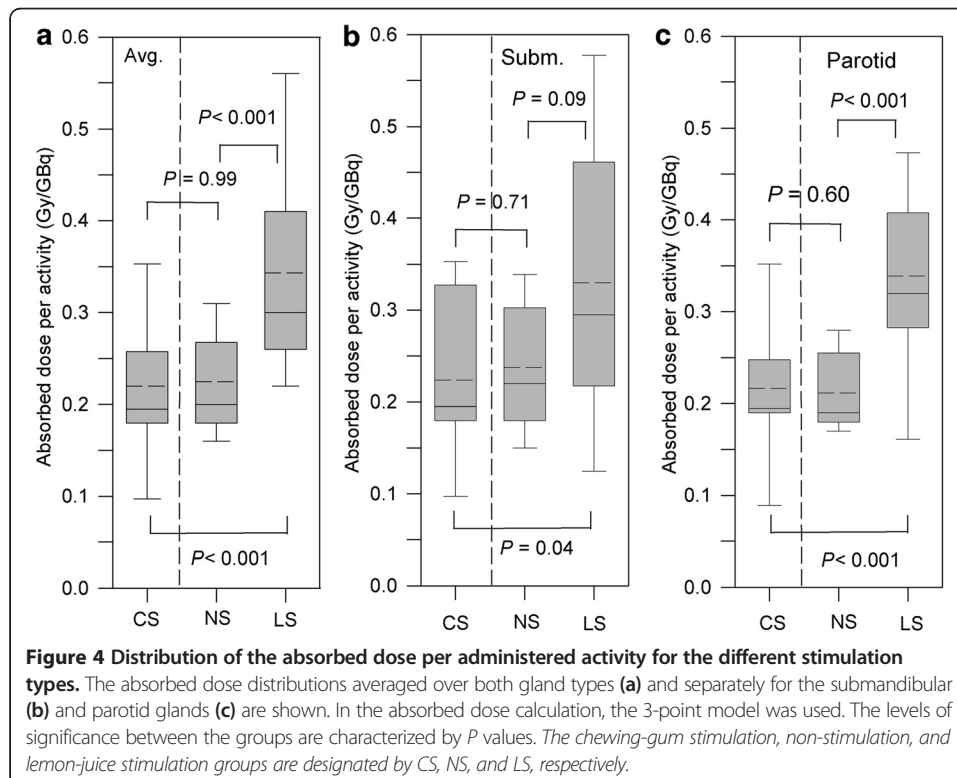 a
0.6
0.5
0.4
0.3
0.2
0.1
0.0
Absorbed dose per activity (Gy/GBq)
Avg.
P< 0.001
P = 0.99
P< 0.001
CS NS LS
b
0.6
0.5
0.4
0.3
0.2
0.1
0.0
Absorbed dose per activity (Gy/GBq)
Subm.
P = 0.09
P = 0.71
P = 0.04
CS NS LS
c
0.6
0.5
0.4
0.3
0.2
0.1
0.0
Absorbed dose per activity (Gy/GBq)
Parotid
P< 0.001
P = 0.60
P< 0.001
CS NS LS
Figure 4 Distribution of the absorbed dose per administered activity for the different stimulation
types. The absorbed dose distributions averaged over both gland types (a) and separately for the submandibular
(b) and parotid glands (c) are shown. In the absorbed dose calculation, the 3-point model was used. The levels of
significance between the groups are characterized by P values. The chewing-gum stimulation, non-stimulation, and
lemon-juice stimulation groups are designated by CS, NS, and LS, respectively.